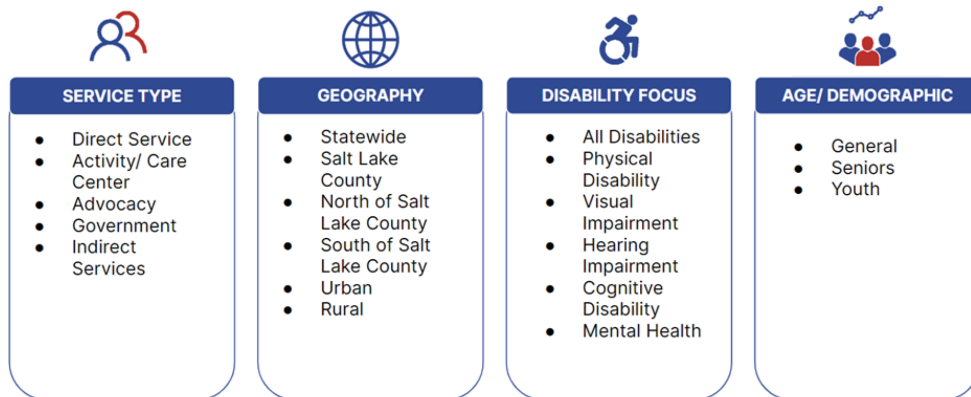 SERVICE TYPE
● Direct Service
● Activity/ Care
Center
● Advocacy
● Government
● Indirect
Services
GEOGRAPHY
● Statewide
● Salt Lake
County
● North of Salt
Lake County
● South of Salt
Lake County
● Urban
● Rural
DISABILITY FOCUS
● All Disabilities
● Physical
Disability
● Visual
Impairment
● Hearing
Impairment
● Cognitive
Disability
● Mental Health
AGE/ DEMOGRAPHIC
● General
● Seniors
● Youth